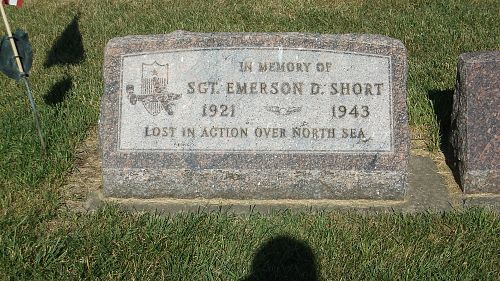 IN MEMORY OF
SGT. EMERSON D. SHORT
1921 1943
LOST IN ACTION OVER NORTH SEA